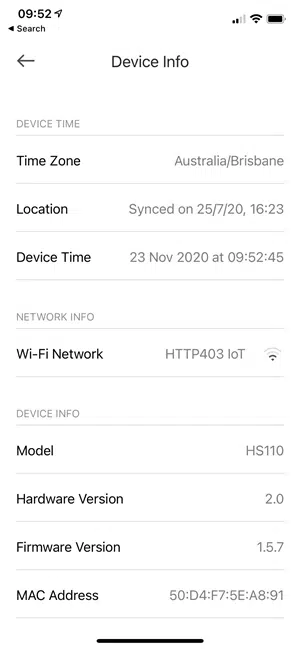 09:52
Search
Device Info
DEVICE TIME
Time Zone Australia/Brisbane
Location Synced on 25/7/20, 16:23
Device Time 23 Nov 2020 at 09:52:45
NETWORK INFO
Wi-Fi Network HTTP403 IoT
DEVICE INFO
Model HS110
Hardware Version 2.0
Firmware Version 1.5.7
MAC Address 50:D4:F7:5E:A8:91